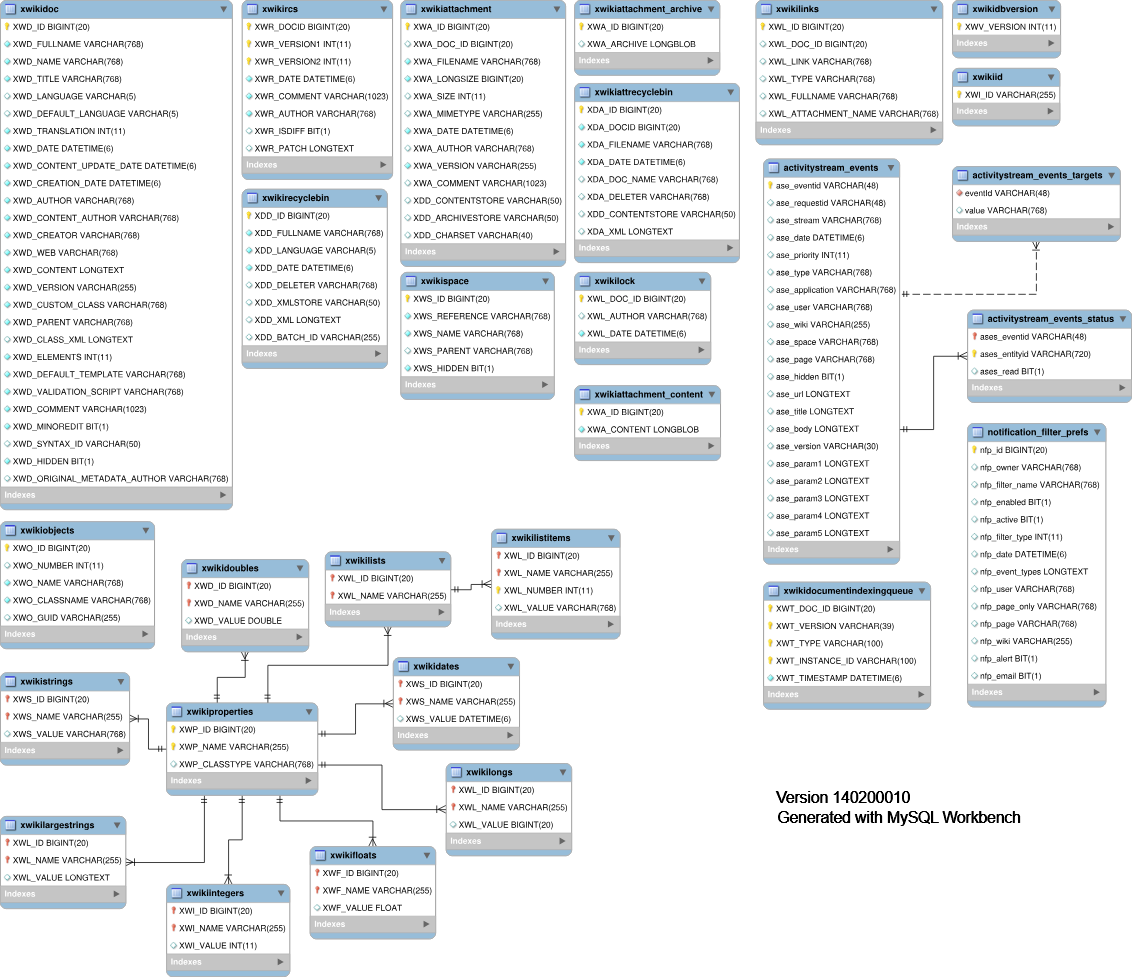 xwikidoc
XWD_ID BIGINT(20)
XWD_FULLNAME VARCHAR(768)
XWD_NAME VARCHAR(768)
XWD_TITLE VARCHAR(768)
XWD_LANGUAGE VARCHAR(5)
XWD_DEFAULT_LANGUAGE VARCHAR(5)
XWD_TRANSLATION INT(11)
XWD_DATE DATETIME(6)
XWD_CONTENT_UPDATE_DATE DATETIME(6)
XWD_CREATION_DATE DATETIME(6)
XWD_AUTHOR VARCHAR(768)
XWD_CONTENT_AUTHOR VARCHAR(768)
XWD_CREATOR VARCHAR(768)
XWD_WEB VARCHAR(768)
XWD_CONTENT LONGTEXT
XWD_VERSION VARCHAR(255)
XWD_CUSTOM_CLASS VARCHAR(768)
XWD_PARENT VARCHAR(768)
XWD_CLASS_XML LONGTEXT
XWD_ELEMENTS INT(11)
XWD_DEFAULT_TEMPLATE VARCHAR(768)
XWD_VALIDATION_SCRIPT VARCHAR(768)
XWD_COMMENT VARCHAR(1023)
XWD_MINOREDIT BIT(1)
XWD_SYNTAX_ID VARCHAR(50)
XWD_HIDDEN BIT(1)
XWD_ORIGINAL_METADATA_AUTHOR VARCHAR(768)
Indexes
xwikircs
XWR_DOCID BIGINT(20)
XWR_VERSION1 INT(11)
XWR_VERSION2 INT(11)
XWR_DATE DATETIME(6)
XWR_COMMENT VARCHAR(1023)
XWR_AUTHOR VARCHAR(768)
XWR_ISDIFF BIT(1)
XWR_PATCH LONGTEXT
Indexes
xwikirecyclebin
XDD_ID BIGINT(20)
XDD_FULLNAME VARCHAR(768)
XDD_LANGUAGE VARCHAR(5)
XDD_DATE DATETIME(6)
XDD_DELETER VARCHAR(768)
XDD_XMLSTORE VARCHAR(50)
XDD_XML LONGTEXT
XDD_BATCH_ID VARCHAR(255)
Indexes
xwikiattachment
XWA_ID BIGINT(20)
XWA_DOC_ID BIGINT(20)
XWA_FILENAME VARCHAR(768)
XWA_LONGSIZE BIGINT(20)
XWA_SIZE INT(11)
XWA_MIMETYPE VARCHAR(255)
XWA_DATE DATETIME(6)
XWA_AUTHOR VARCHAR(768)
XWA_VERSION VARCHAR(255)
XWA_COMMENT VARCHAR(1023)
XDD_CONTENTSTORE VARCHAR(50)
XDD_ARCHIVESTORE VARCHAR(50)
XDD_CHARSET VARCHAR(40)
Indexes
xwikispace
XWS_ID BIGINT(20)
XWS_REFERENCE VARCHAR(768)
XWS_NAME VARCHAR(768)
XWS_PARENT VARCHAR(768)
XWS_HIDDEN BIT(1)
Indexes
xwikiattachment_archive
XWA_ID BIGINT(20)
XWA_ARCHIVE LONGBLOB
Indexes
xwikiattrecyclebin
XDA_ID BIGINT(20)
XDA_DOCID BIGINT(20)
XDA_FILENAME VARCHAR(768)
XDA_DATE DATETIME(6)
XDA_DOC_NAME VARCHAR(768)
XDA_DELETER VARCHAR(768)
XDD_CONTENTSTORE VARCHAR(50)
XDA_XML LONGTEXT
Indexes
xwikilock
XWL_DOC_ID BIGINT(20)
XWL_AUTHOR VARCHAR(768)
XWL_DATE DATETIME(6)
Indexes
xwikiattachment_content
XWA_ID BIGINT(20)
XWA_CONTENT LONGBLOB
Indexes
xwikilinks
XWL_ID BIGINT(20)
XWL_DOC_ID BIGINT(20)
XWL_LINK VARCHAR(768)
XWL_TYPE VARCHAR(768)
XWL_FULLNAME VARCHAR(768)
XWL_ATTACHMENT_NAME VARCHAR(768)
Indexes
xwikidbversion
XWV_VERSION INT(11)
Indexes
xwikiid
XWI_ID VARCHAR(255)
Indexes
activitystream_events
ase_eventid VARCHAR(48)
ase_requestid VARCHAR(48)
ase_stream VARCHAR(768)
ase_date DATETIME(6)
ase_priority INT(11)
ase_type VARCHAR(768)
ase_application VARCHAR(768)
ase_user VARCHAR(768)
ase_wiki VARCHAR(255)
ase_space VARCHAR(768)
ase_page VARCHAR(768)
ase_hidden BIT(1)
ase_url LONGTEXT
ase_title LONGTEXT
ase_body LONGTEXT
ase_version VARCHAR(30)
ase_param1 LONGTEXT
ase_param2 LONGTEXT
ase_param3 LONGTEXT
ase_param4 LONGTEXT
ase_param5 LONGTEXT
Indexes
activitystream_events_targets
eventId VARCHAR(48)
value VARCHAR(768)
Indexes
activitystream_events_status
ases_eventid VARCHAR(48)
ases_entityid VARCHAR(720)
ases_read BIT(1)
Indexes
notification_filter_prefs
nfp_id BIGINT(20)
nfp_owner VARCHAR(768)
nfp_filter_name VARCHAR(768)
nfp_enabled BIT(1)
nfp_active BIT(1)
nfp_filter_type INT(11)
nfp_date DATETIME(6)
nfp_event_types LONGTEXT
nfp_user VARCHAR(768)
nfp_page_only VARCHAR(768)
nfp_page VARCHAR(768)
nfp_wiki VARCHAR(255)
nfp_alert BIT(1)
nfp_email BIT(1)
Indexes
xwikidocumentindexingqueue
XWT_DOC_ID BIGINT(20)
XWT_VERSION VARCHAR(39)
XWT_TYPE VARCHAR(100)
XWT_INSTANCE_ID VARCHAR(100)
XWT_TIMESTAMP DATETIME(6)
Indexes
xwikiobjects
XWO_ID BIGINT(20)
XWO_NUMBER INT(11)
XWO_NAME VARCHAR(768)
XWO_CLASSNAME VARCHAR(768)
XWO_GUID VARCHAR(255)
Indexes
xwikidoubles
XWD_ID BIGINT(20)
XWD_NAME VARCHAR(255)
XWD_VALUE DOUBLE
Indexes
xwikilists
XWL_ID BIGINT(20)
XWL_NAME VARCHAR(255)
Indexes
xwikilistitems
XWL_ID BIGINT(20)
XWL_NAME VARCHAR(255)
XWL_NUMBER INT(11)
XWL_VALUE VARCHAR(768)
Indexes
xwikistrings
XWS_ID BIGINT(20)
XWS_NAME VARCHAR(255)
XWS_VALUE VARCHAR(768)
Indexes
xwikiproperties
XWP_ID BIGINT(20)
XWP_NAME VARCHAR(255)
XWP_CLASSTYPE VARCHAR(768)
Indexes
xwikidates
XWS_ID BIGINT(20)
XWS_NAME VARCHAR(255)
XWS_VALUE DATETIME(6)
Indexes
xwikilongs
XWL_ID BIGINT(20)
XWL_NAME VARCHAR(255)
XWL_VALUE BIGINT(20)
Indexes
xwikilargestrings
XWL_ID BIGINT(20)
XWL_NAME VARCHAR(255)
XWL_VALUE LONGTEXT
Indexes
xwikiintegers
XWI_ID BIGINT(20)
XWI_NAME VARCHAR(255)
XWI_VALUE INT(11)
Indexes
xwikifloats
XWF_ID BIGINT(20)
XWF_NAME VARCHAR(255)
XWF_VALUE FLOAT
Indexes
Version 140200010
Generated with MySQL Workbench